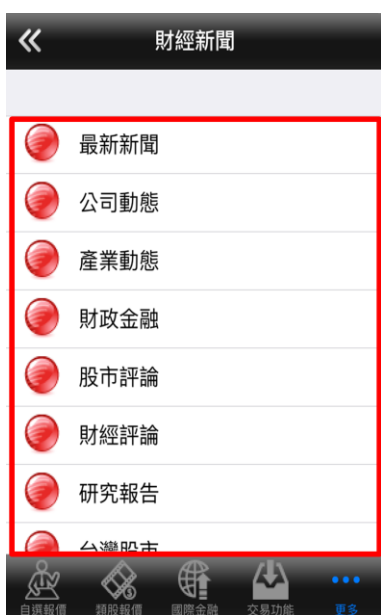 財經新聞
最新新聞
公司動態
產業動態
財政金融
股市評論
財經評論
研究報告
台灣股市
自選報價
類股報價
國際金融
交易功能
更多